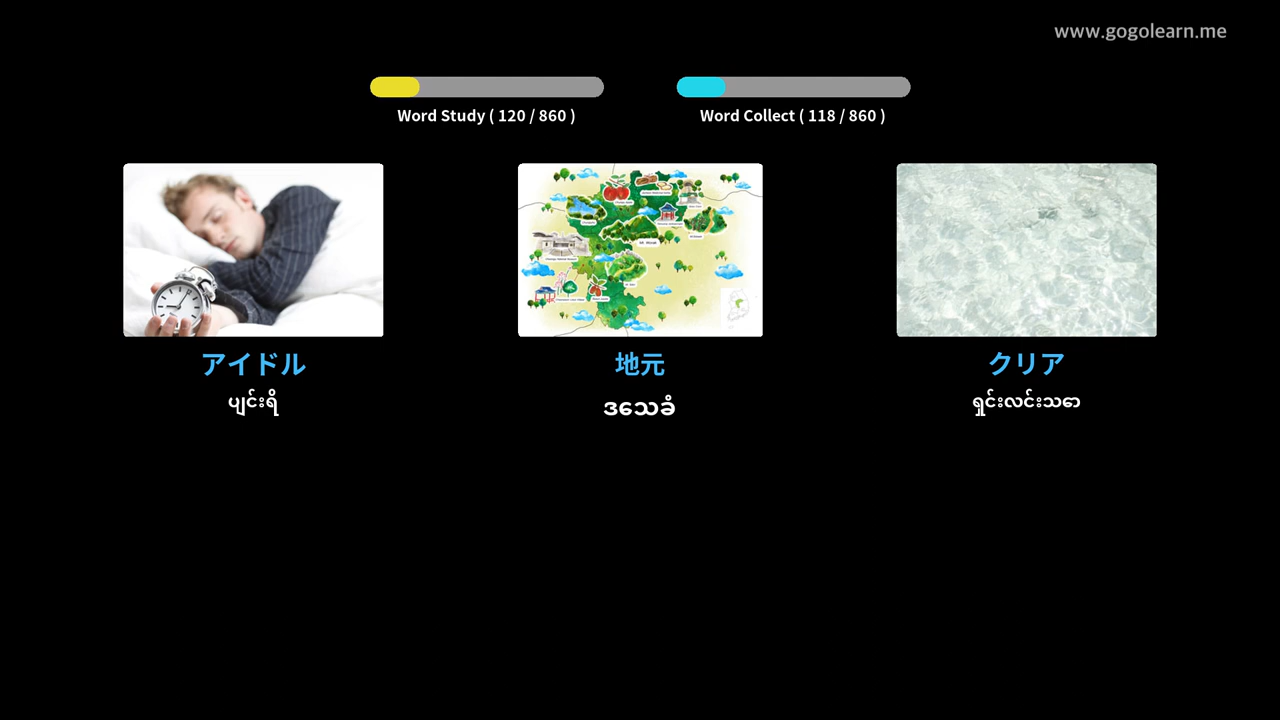 www.gogolearn.me
Word Study ( 120 / 860 )
Word Collect ( 118 / 860 )
アイドル
地元
クリア
ပျင်းရိ
ဒသေခံ
ရှင်းလင်းသော